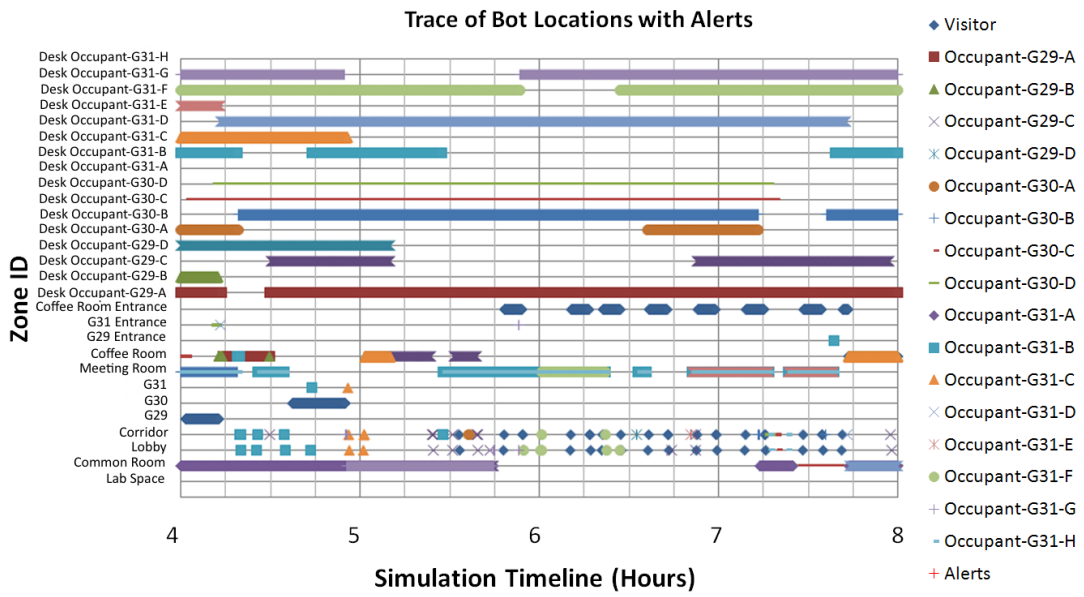 Trace of Bot Locations with Alerts
Desk Occupant-G31-H
Desk Occupant-G31-G
Desk Occupant-G31-F
Desk Occupant-G31-E
Desk Occupant-G31-D
Desk Occupant-G31-C
Desk Occupant-G31-B
Desk Occupant-G31-A
Desk Occupant-G30-D
Desk Occupant-G30-C
Desk Occupant-G30-B
Desk Occupant-G30-A
Desk Occupant-G29-D
Desk Occupant-G29-C
Desk Occupant-G29-B
Desk Occupant-G29-A
Coffee Room Entrance
G31 Entrance
G29 Entrance
Coffee Room
Meeting Room
G31
G30
G29
Corridor
Lobby
Common Room
Lab Space
Zone ID
4 5 6 7 8
Simulation Timeline (Hours)
Visitor
Occupant-G29-A
Occupant-G29-B
Occupant-G29-C
Occupant-G29-D
Occupant-G30-A
Occupant-G30-B
Occupant-G30-C
Occupant-G30-D
Occupant-G31-A
Occupant-G31-B
Occupant-G31-C
Occupant-G31-D
Occupant-G31-E
Occupant-G31-F
Occupant-G31-G
Occupant-G31-H
Alerts